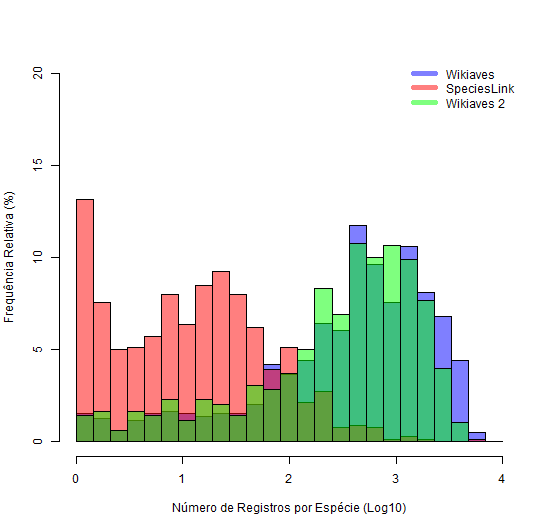 Wikiaves
SpeciesLink
Wikiaves 2
Frequência Relativa (%)
20
15
10
5
0
0 1 2 3 4
Número de Registros por Espécie (Log10)